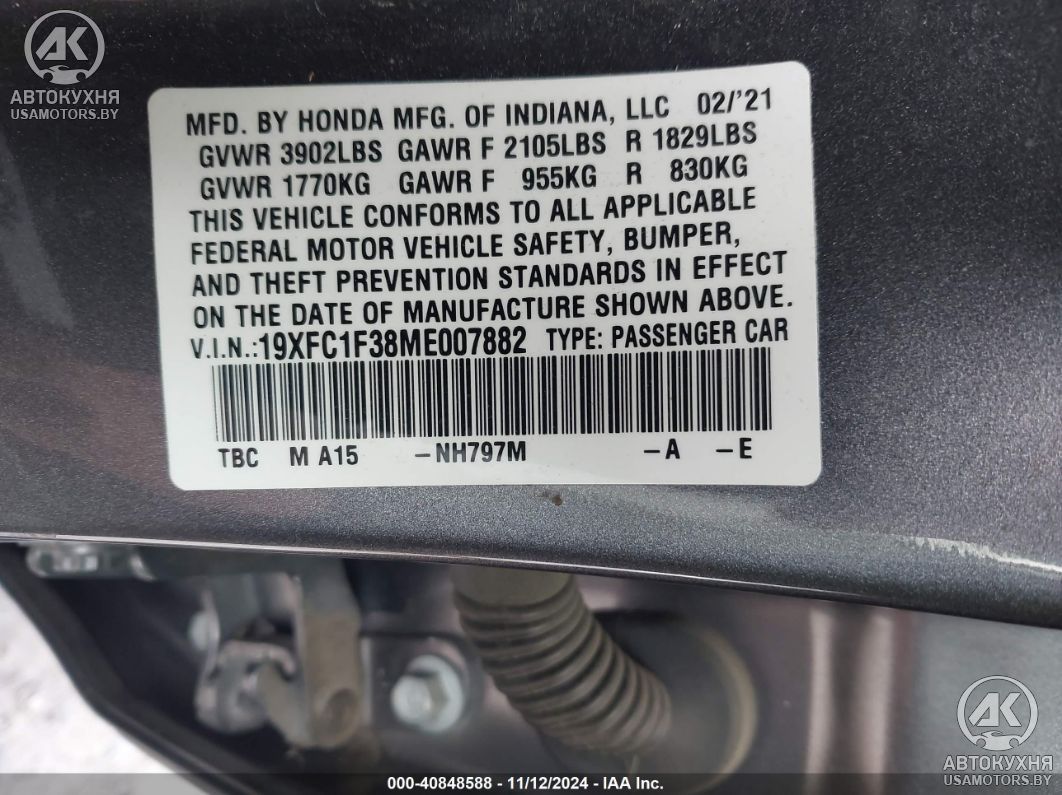 AK
АВТОКУХНЯ
USAMOTORS.BY
MFD. BY HONDA MFG. OF INDIANA, LLC 02/'21
GVWR 3902LBS GAWR F 2105LBS R 1829LBS
GVWR 1770KG GAWR F 955KG R 830KG
THIS VEHICLE CONFORMS TO ALL APPLICABLE
FEDERAL MOTOR VEHICLE SAFETY, BUMPER,
AND THEFT PREVENTION STANDARDS IN EFFECT
ON THE DATE OF MANUFACTURE SHOWN ABOVE.
V.I.N.:19XFC1F38ME007882 TYPE: PASSENGER CAR
TBC M A15 -NH797M -A -E
AK
АВТОКУХНЯ
USAMOTORS.BY
000-40848588 - 11/12/2024 - IAA Inc.